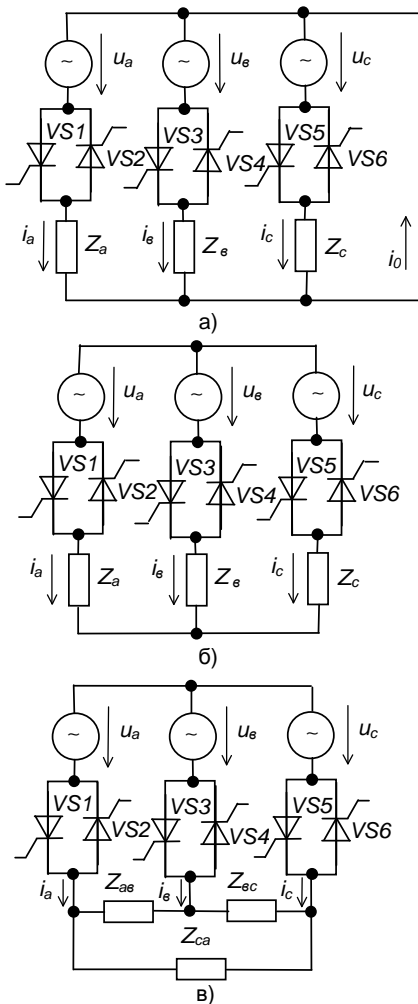 u_a u_в u_c
VS1 VS3 VS5
VS2 VS4 VS6
i_a Z_a i_в Z_в i_c Z_c i_0
а)
u_a u_в u_c
VS1 VS3 VS5
VS2 VS4 VS6
i_a Z_a i_в Z_в i_c Z_c
б)
u_a u_в u_c
VS1 VS3 VS5
VS2 VS4 VS6
i_a Z_aв i_в Z_вc i_c
Z_ca
в)